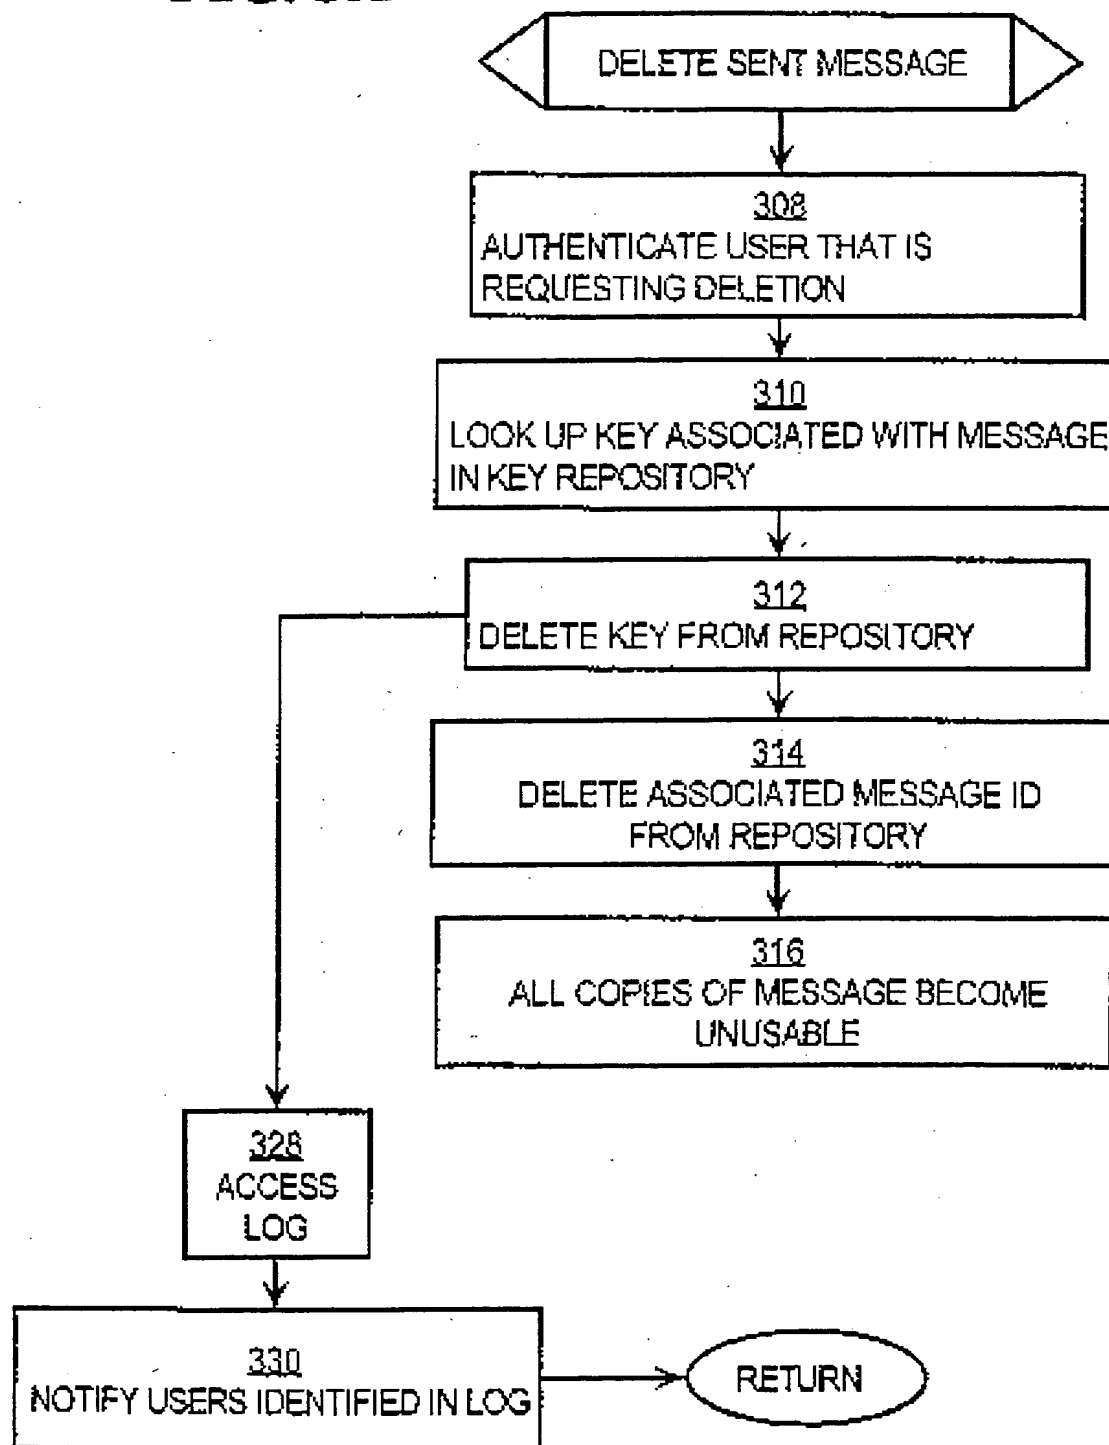 DELETE SENT MESSAGE
308
AUTHENTICATE USER THAT IS
REQUESTING DELETION
310
LOOK UP KEY ASSOCIATED WITH MESSAGE
IN KEY REPOSITORY
312
DELETE KEY FROM REPOSITORY
314
DELETE ASSOCIATED MESSAGE ID
FROM REPOSITORY
316
ALL COPIES OF MESSAGE BECOME
UNUSABLE
328
ACCESS
LOG
330
NOTIFY USERS IDENTIFIED IN LOG
RETURN